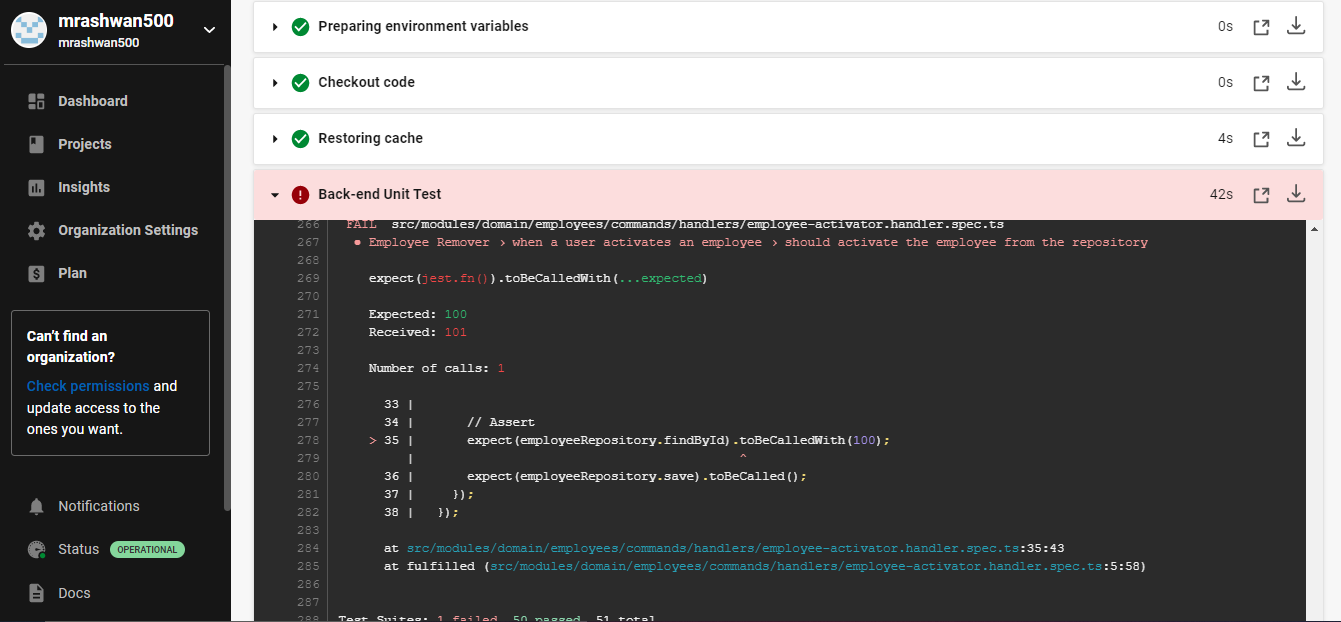 mrashwan500
mrashwan500
Dashboard
Projects
Insights
Organization Settings
Plan
Can't find an
organization?
Check permissions and
update access to the
ones you want.
Notifications
Status OPERATIONAL
Docs
Preparing environment variables 0s
Checkout code 0s
Restoring cache 4s
Back-end Unit Test 42s
266 FAIL src/modules/domain/employees/commands/handlers/employee-activator.handler.spec.ts
267 ● Employee Remover › when a user activates an employee › should activate the employee from the repository
268
269 expect(jest.fn()).toBeCalledWith(...expected)
270
271 Expected: 100
272 Received: 101
273
274 Number of calls: 1
275
276 33 |
277 34 | // Assert
278 > 35 | expect(employeeRepository.findById).toBeCalledWith(100);
279 | ^
280 36 | expect(employeeRepository.save).toBeCalled();
281 37 | });
282 38 | });
283
284 at src/modules/domain/employees/commands/handlers/employee-activator.handler.spec.ts:35:43
285 at fulfilled (src/modules/domain/employees/commands/handlers/employee-activator.handler.spec.ts:5:58)
286
287
288 Test Suites: 1 failed, 50 passed, 51 total